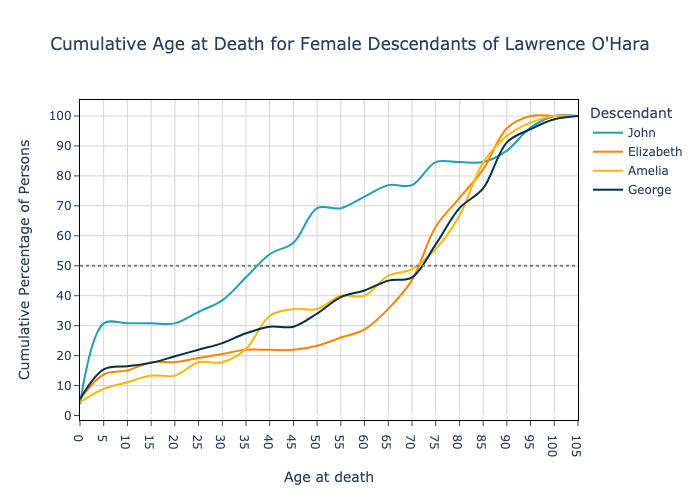 Cumulative Age at Death for Female Descendants of Lawrence O'Hara
Descendant
John
Elizabeth
Amelia
George
Cumulative Percentage of Persons
100
90
80
70
60
50
40
30
20
10
0
0 5 10 15 20 25 30 35 40 45 50 55 60 65 70 75 80 85 90 95 100 105
Age at death